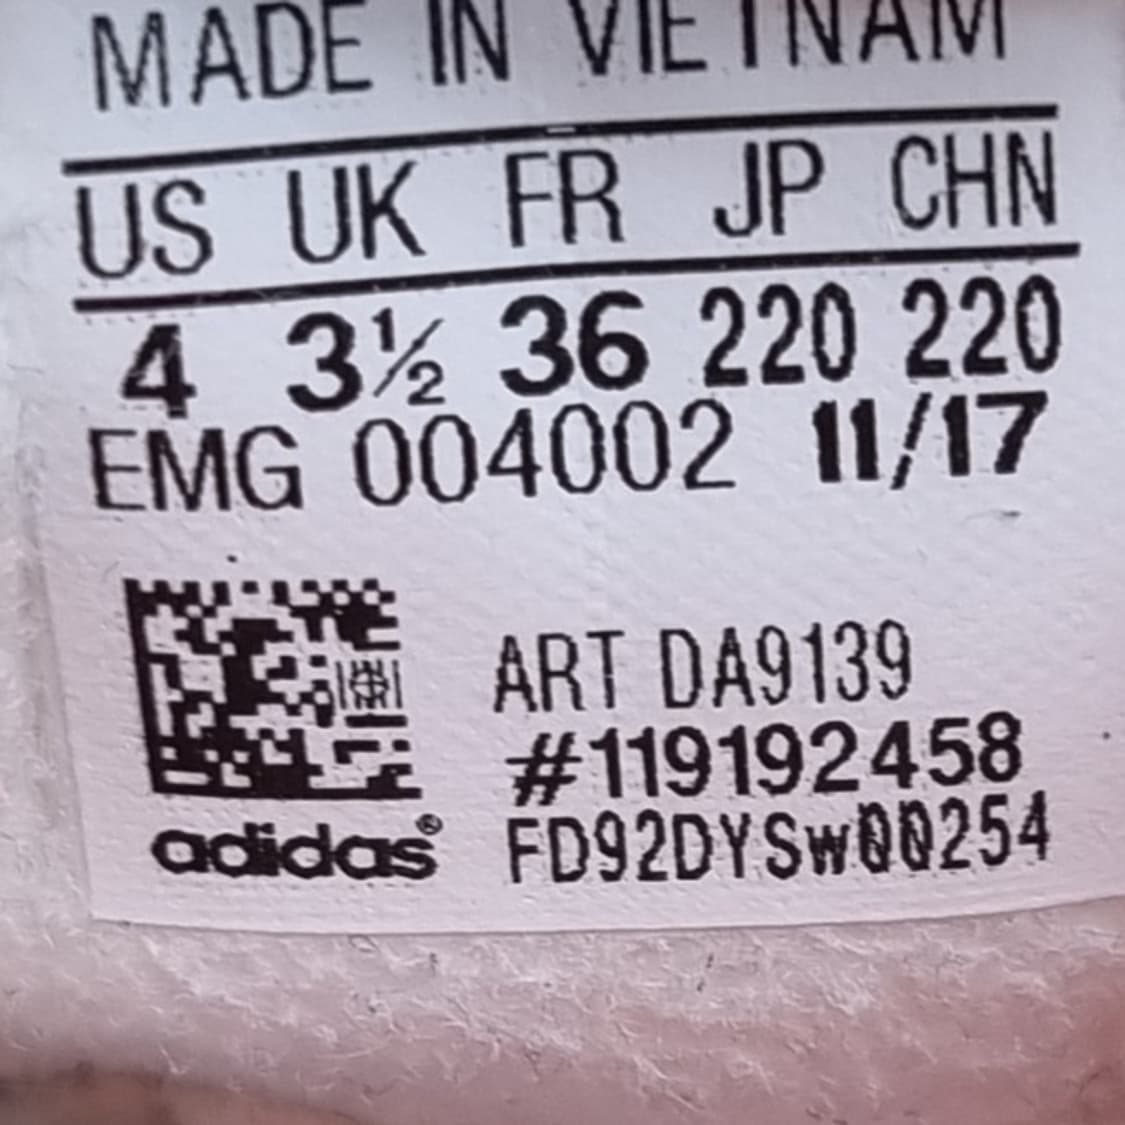 MADE IN VIETNAM
US UK FR JP CHN
4 3½ 36 220 220
EMG 004002 11/17
ART DA9139
#119192458
adidas® FD92DYSw00254